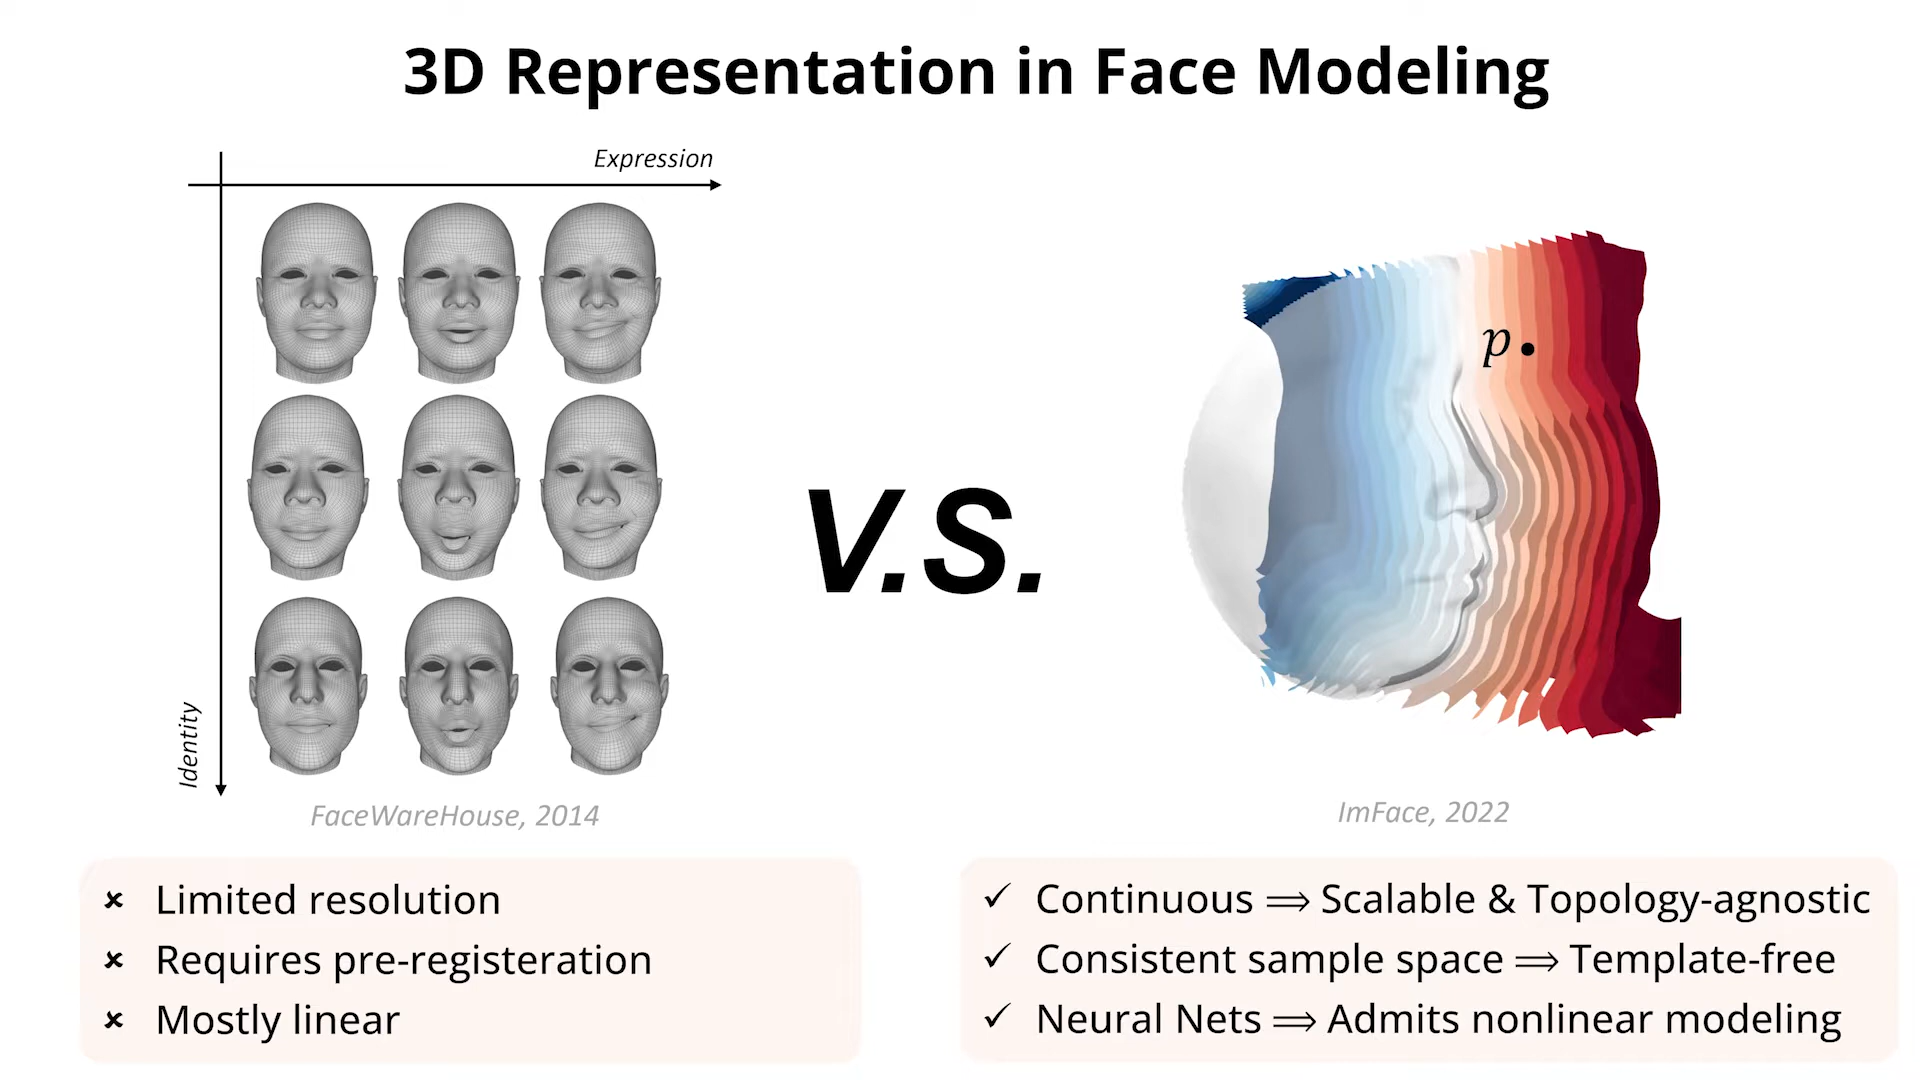 3D Representation in Face Modeling
Expression
Identity
FaceWareHouse, 2014
× Limited resolution
× Requires pre-registeration
× Mostly linear
V.S.
p
ImFace, 2022
✓ Continuous ⟹ Scalable & Topology-agnostic
✓ Consistent sample space ⟹ Template-free
✓ Neural Nets ⟹ Admits nonlinear modeling